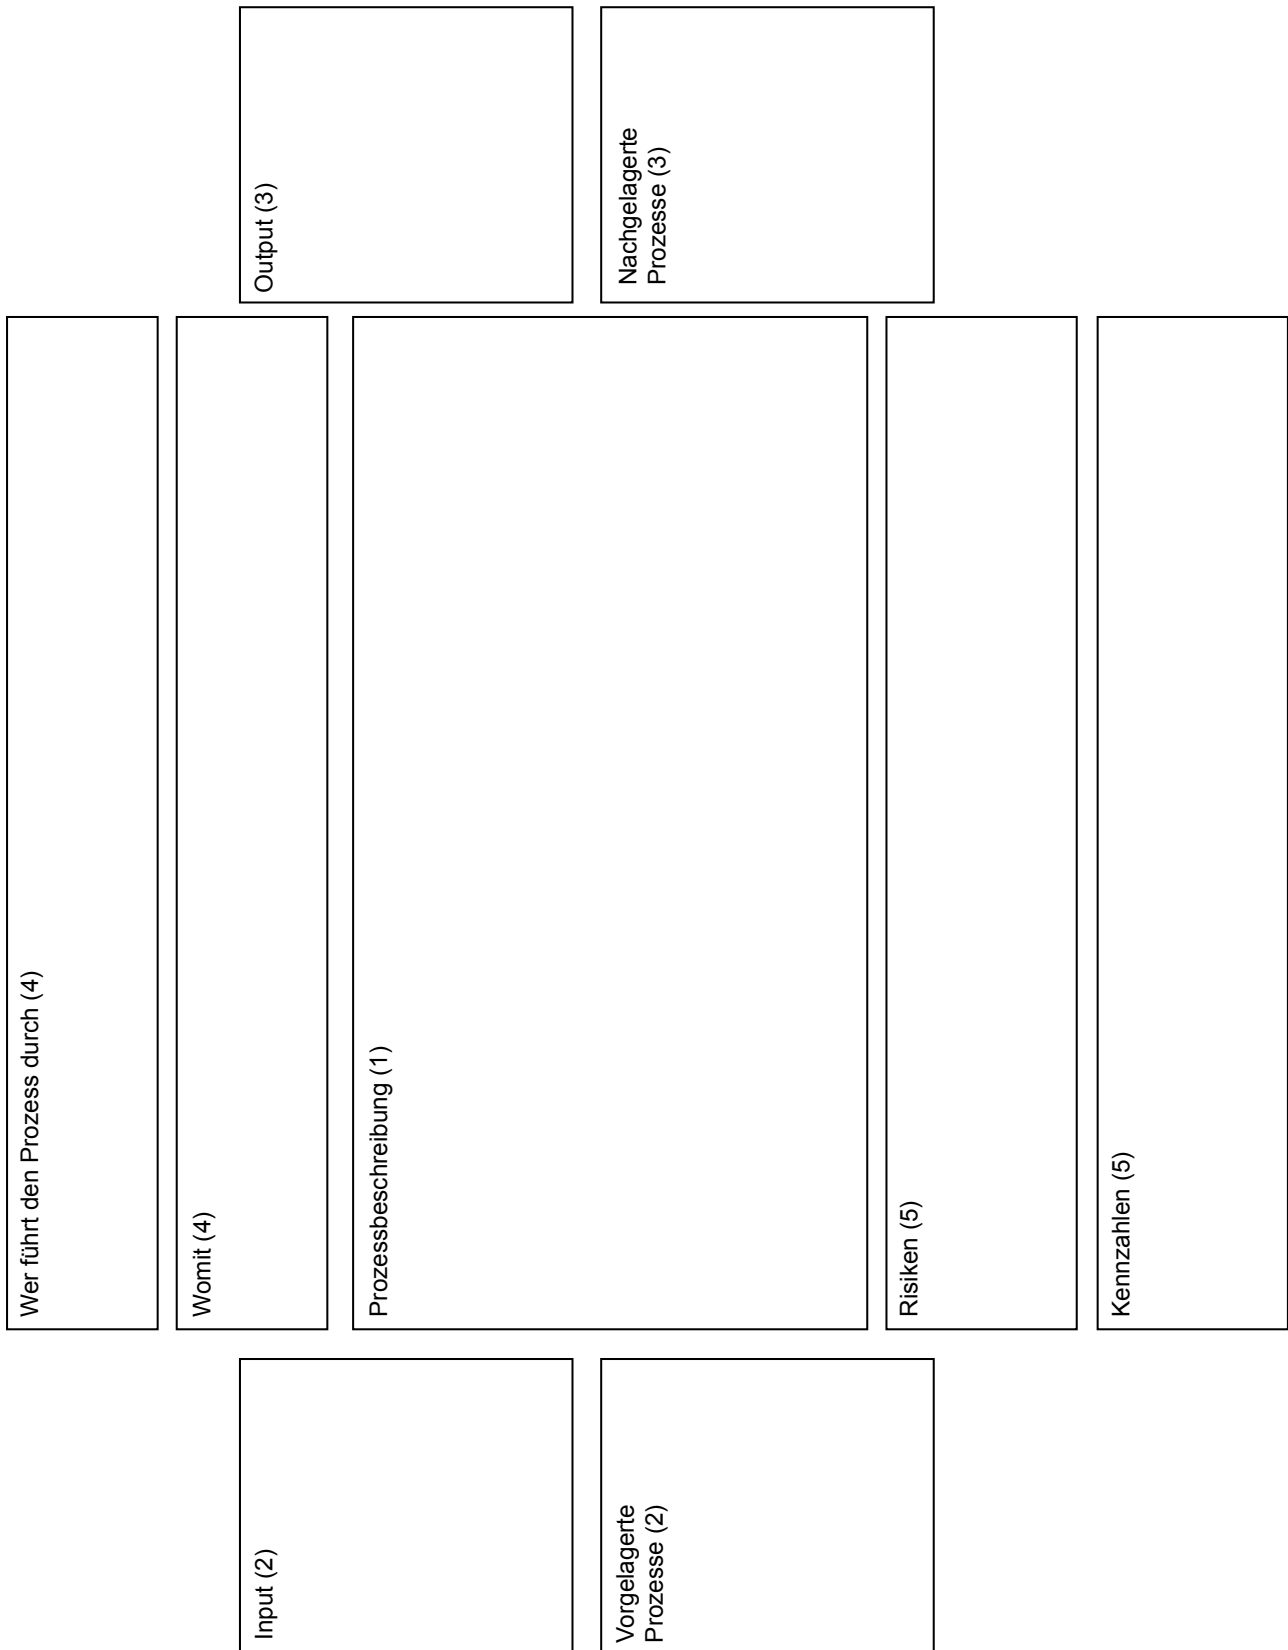 Wer führt den Prozess durch (4)
Womit (4)
Input (2)
Prozessbeschreibung (1)
Output (3)
Vorgelagerte
Prozesse (2)
Nachgelagerte
Prozesse (3)
Risiken (5)
Kennzahlen (5)